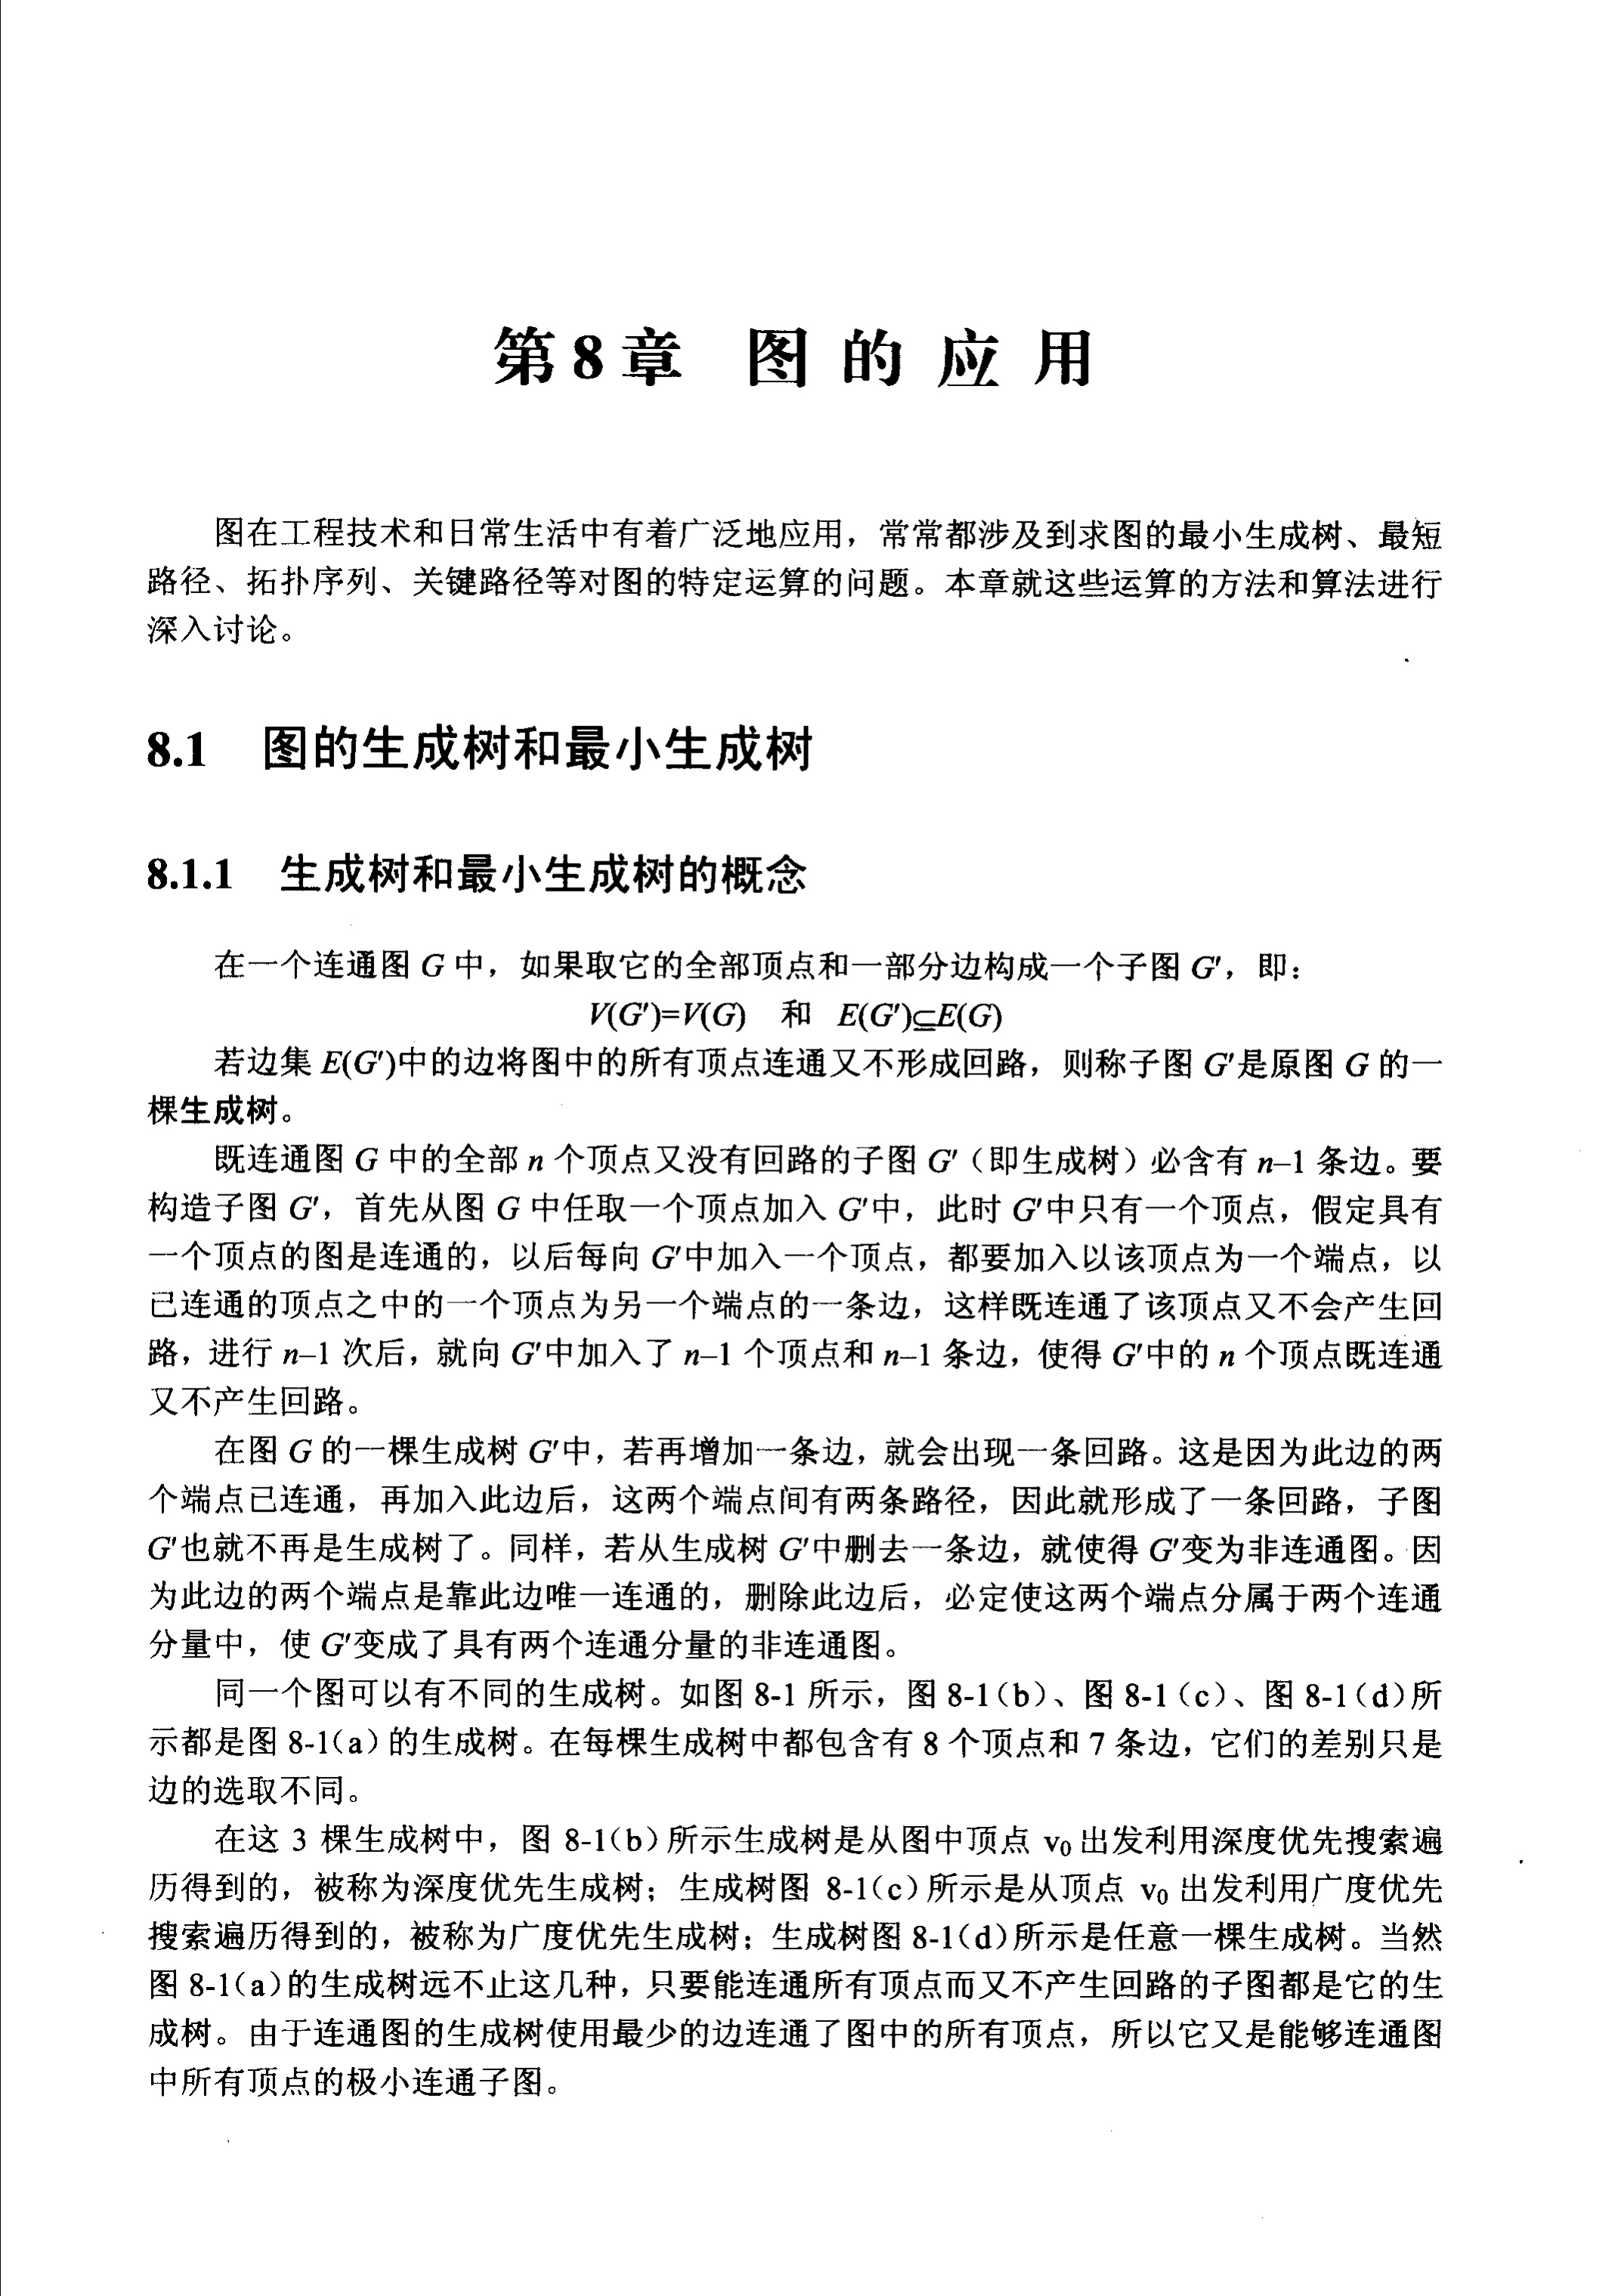 第8章 图的应用
图在工程技术和日常生活中有着广泛地应用，常常都涉及到求图的最小生成树、最短
路径、拓扑序列、关键路径等对图的特定运算的问题。本章就这些运算的方法和算法进行
深入讨论。
8.1 图的生成树和最小生成树
8.1.1 生成树和最小生成树的概念
在一个连通图 G 中，如果取它的全部顶点和一部分边构成一个子图 G′，即：
V(G′)=V(G) 和 E(G′)⊆E(G)
若边集 E(G′)中的边将图中的所有顶点连通又不形成回路，则称子图 G′是原图 G 的一
棵生成树。
既连通图 G 中的全部 n 个顶点又没有回路的子图 G′（即生成树）必含有 n–1 条边。要
构造子图 G′，首先从图 G 中任取一个顶点加入 G′中，此时 G′中只有一个顶点，假定具有
一个顶点的图是连通的，以后每向 G′中加入一个顶点，都要加入以该顶点为一个端点，以
已连通的顶点之中的一个顶点为另一个端点的一条边，这样既连通了该顶点又不会产生回
路，进行 n–1 次后，就向 G′中加入了 n–1 个顶点和 n–1 条边，使得 G′中的 n 个顶点既连通
又不产生回路。
在图 G 的一棵生成树 G′中，若再增加一条边，就会出现一条回路。这是因为此边的两
个端点已连通，再加入此边后，这两个端点间有两条路径，因此就形成了一条回路，子图
G′也就不再是生成树了。同样，若从生成树 G′中删去一条边，就使得 G′变为非连通图。因
为此边的两个端点是靠此边唯一连通的，删除此边后，必定使这两个端点分属于两个连通
分量中，使 G′变成了具有两个连通分量的非连通图。
同一个图可以有不同的生成树。如图 8-1 所示，图 8-1(b)、图 8-1(c)、图 8-1(d)所
示都是图 8-1(a)的生成树。在每棵生成树中都包含有 8 个顶点和 7 条边，它们的差别只是
边的选取不同。
在这 3 棵生成树中，图 8-1(b)所示生成树是从图中顶点 v₀ 出发利用深度优先搜索遍
历得到的，被称为深度优先生成树；生成树图 8-1(c)所示是从顶点 v₀ 出发利用广度优先
搜索遍历得到的，被称为广度优先生成树；生成树图 8-1(d)所示是任意一棵生成树。当然
图 8-1(a)的生成树远不止这几种，只要能连通所有顶点而又不产生回路的子图都是它的生
成树。由于连通图的生成树使用最少的边连通了图中的所有顶点，所以它又是能够连通图
中所有顶点的极小连通子图。